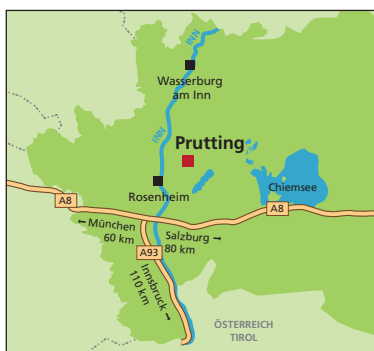 INN
Wasserburg
am Inn
INN
Prutting
Rosenheim
Chiemsee
A8
A8
← München
60 km
Salzburg →
80 km
A93
Innsbruck →
110 km
ÖSTERREICH
TIROL